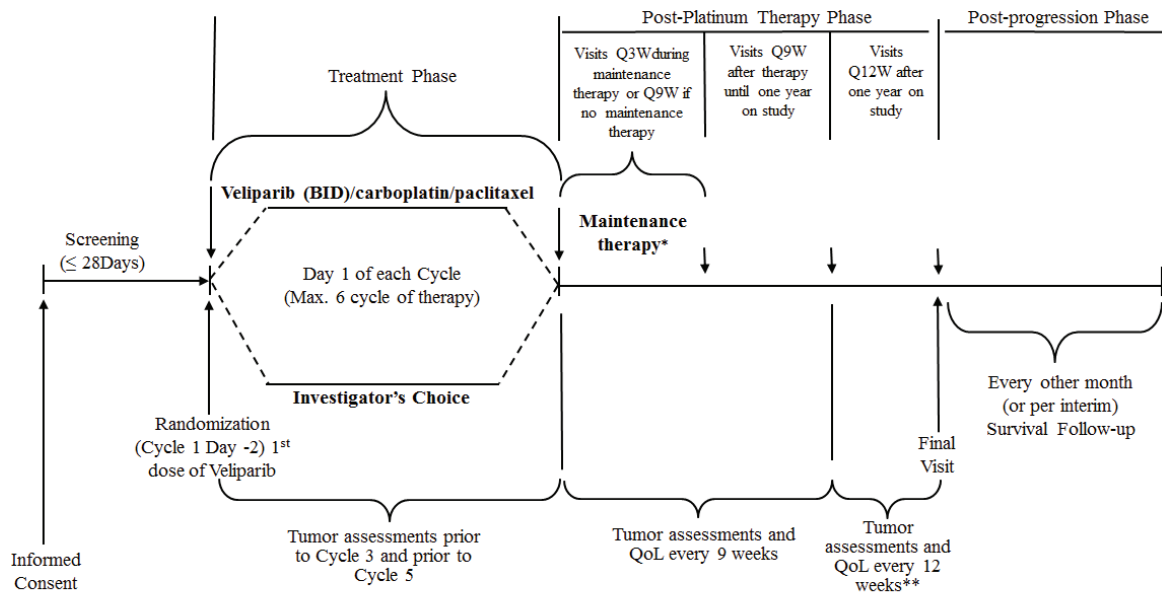 Post-Platinum Therapy Phase
Post-progression Phase
Treatment Phase
Visits Q3Wduring
maintenance
therapy or Q9W if
no maintenance
therapy
Visits Q9W
after therapy
until one year
on study
Visits
Q12W after
one year on
study
Veliparib (BID)/carboplatin/paclitaxel
Maintenance
therapy*
Screening
(≤ 28Days)
Day 1 of each Cycle
(Max. 6 cycle of therapy)
Investigator's Choice
Randomization
(Cycle 1 Day -2) 1st
dose of Veliparib
Every other month
(or per interim)
Survival Follow-up
Final
Visit
Informed
Consent
Tumor assessments prior
to Cycle 3 and prior to
Cycle 5
Tumor assessments and
QoL every 9 weeks
Tumor
assessments and
QoL every 12
weeks**